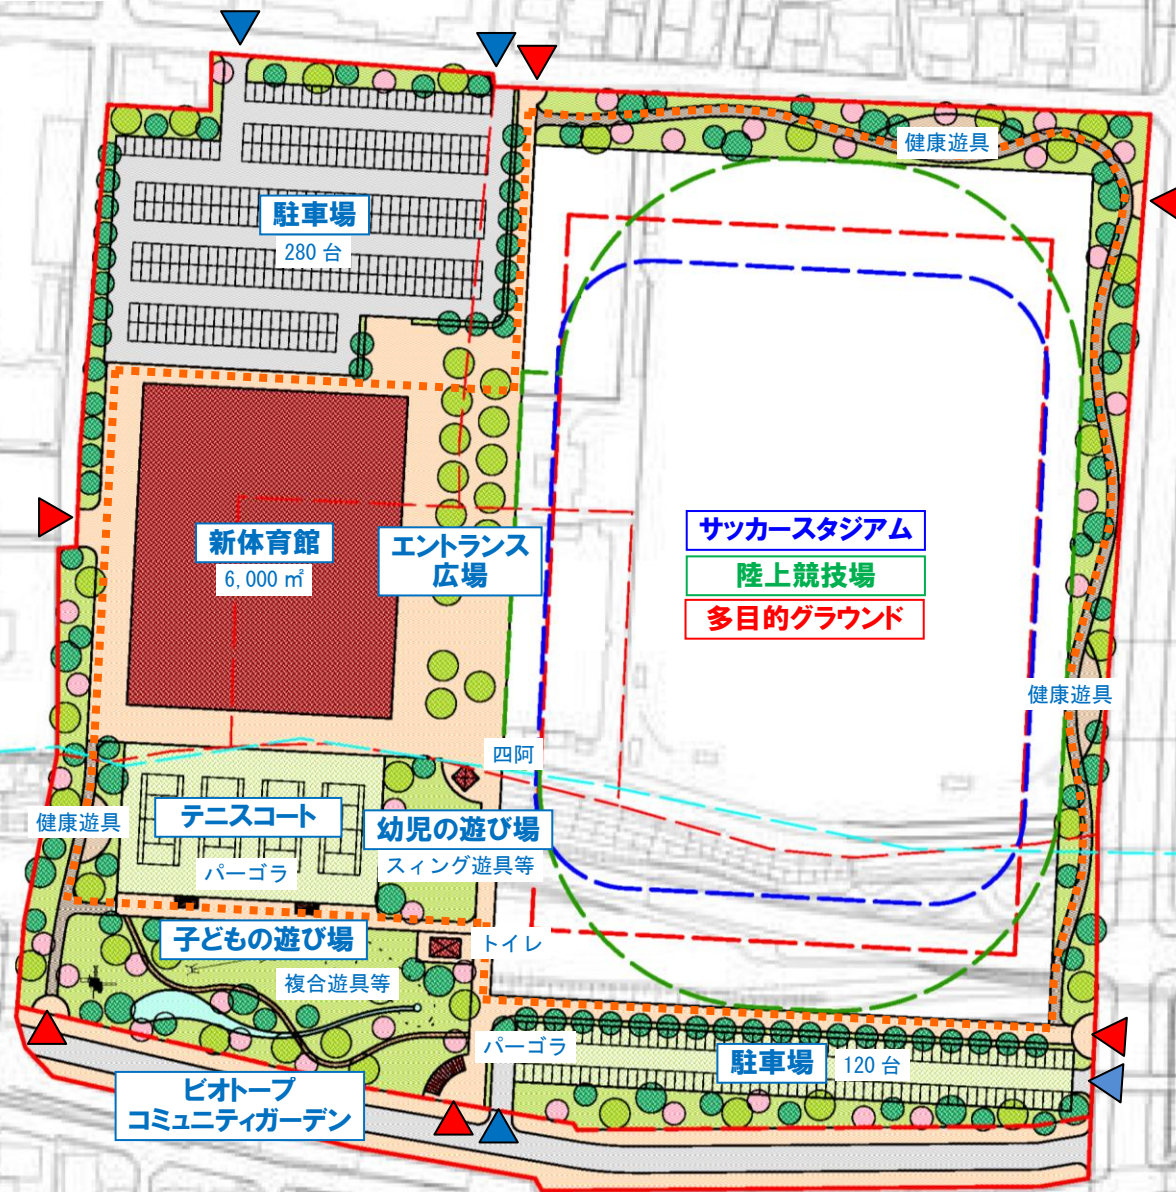 健康遊具
駐車場
280 台
サッカースタジアム
陸上競技場
多目的グラウンド
新体育館
6,000 ㎡
エントランス
広場
健康遊具
四阿
テニスコート
健康遊具
幼児の遊び場
スィング遊具等
パーゴラ
子どもの遊び場
トイレ
複合遊具等
パーゴラ
駐車場
120 台
ビオトープ
コミュニティガーデン